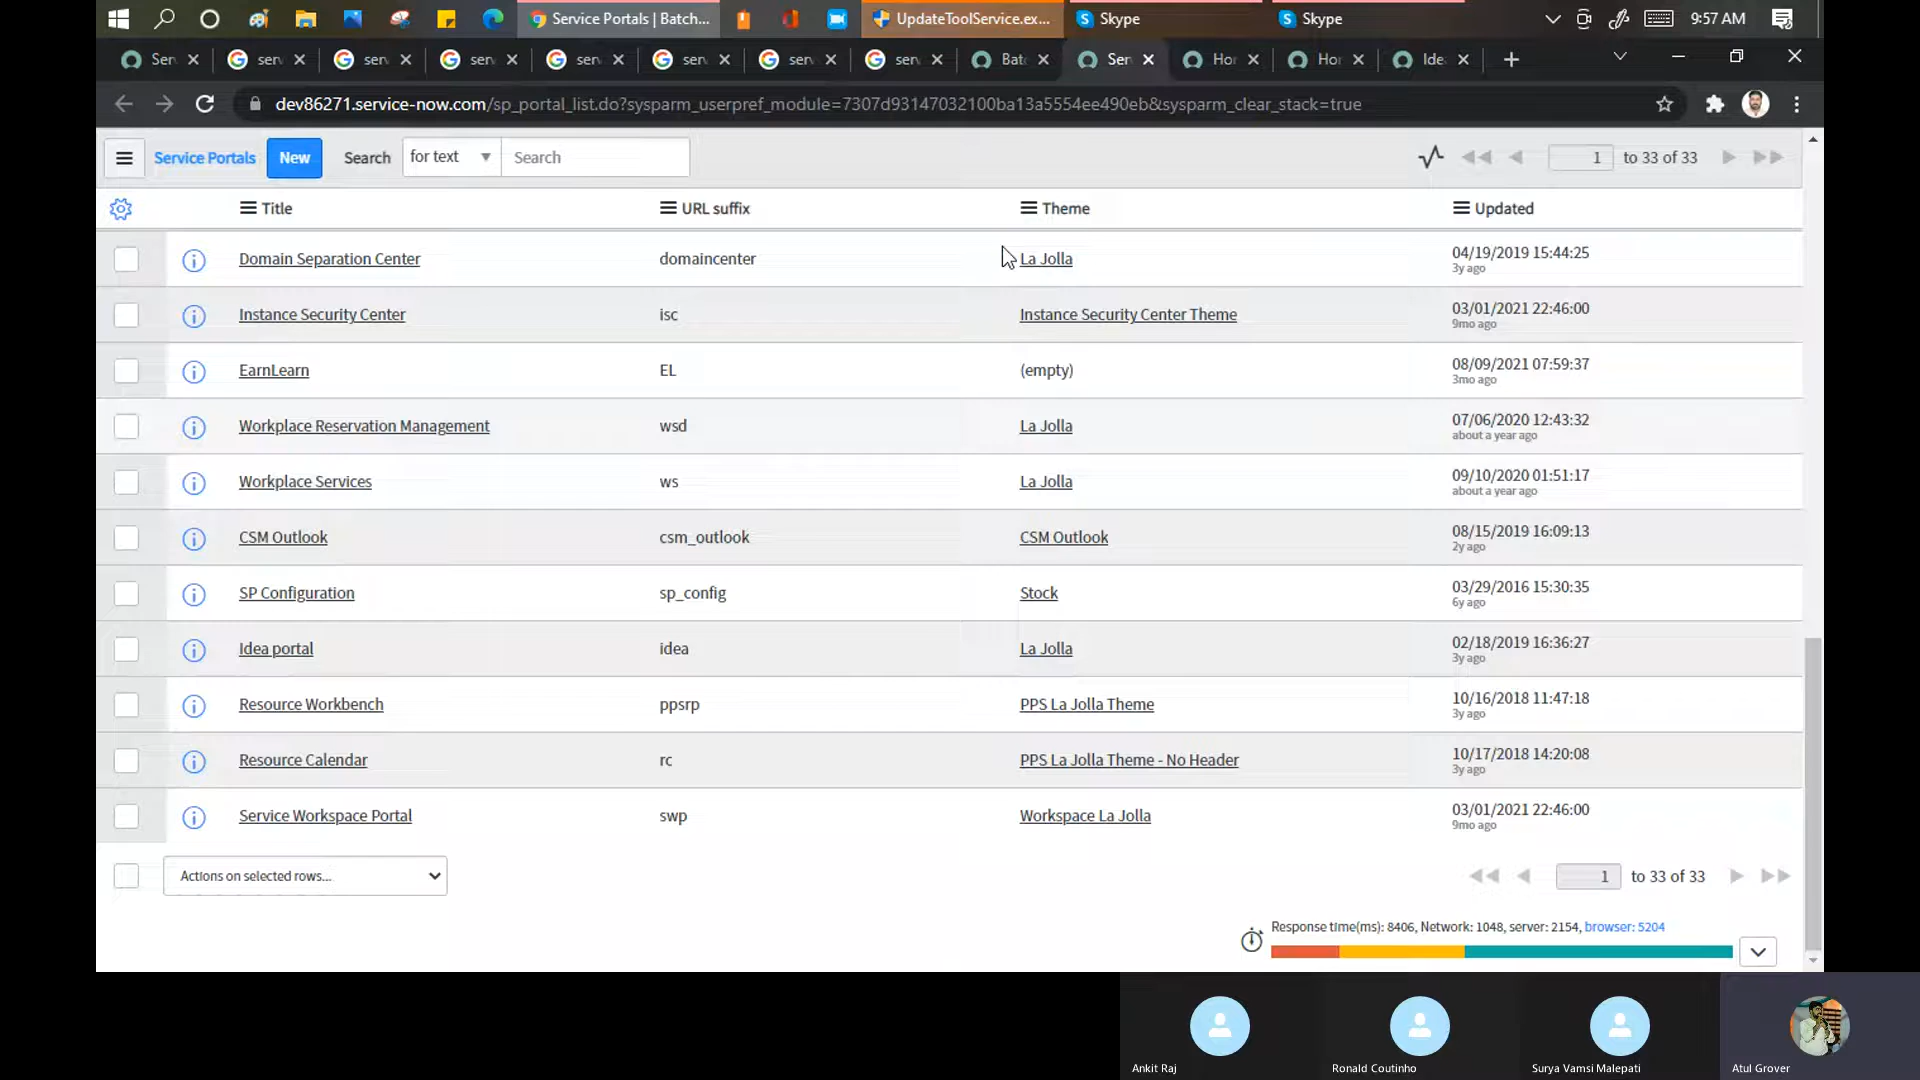 Service Portals | Batch...
UpdateToolService.ex...
Skype
Skype
9:57 AM
Ser
serv
serv
serv
serv
serv
serv
serv
Bat
Ser
Hor
Hor
Ide
dev86271.service-now.com/sp_portal_list.do?sysparm_userpref_module=7307d93147032100ba13a5554ee490eb&sysparm_clear_stack=true
Service Portals New Search for text Search 1 to 33 of 33
Title URL suffix Theme Updated
Domain Separation Center domaincenter La Jolla 04/19/2019 15:44:25
3y ago
Instance Security Center isc Instance Security Center Theme 03/01/2021 22:46:00
9mo ago
EarnLearn EL (empty) 08/09/2021 07:59:37
3mo ago
Workplace Reservation Management wsd La Jolla 07/06/2020 12:43:32
about a year ago
Workplace Services ws La Jolla 09/10/2020 01:51:17
about a year ago
CSM Outlook csm_outlook CSM Outlook 08/15/2019 16:09:13
2y ago
SP Configuration sp_config Stock 03/29/2016 15:30:35
6y ago
Idea portal idea La Jolla 02/18/2019 16:36:27
3y ago
Resource Workbench ppsrp PPS La Jolla Theme 10/16/2018 11:47:18
3y ago
Resource Calendar rc PPS La Jolla Theme - No Header 10/17/2018 14:20:08
3y ago
Service Workspace Portal swp Workspace La Jolla 03/01/2021 22:46:00
9mo ago
Actions on selected rows... 1 to 33 of 33
Response time(ms): 8406, Network: 1048, server: 2154, browser: 5204
Ankit Raj
Ronald Coutinho
Surya Vamsi Malepati
Atul Grover